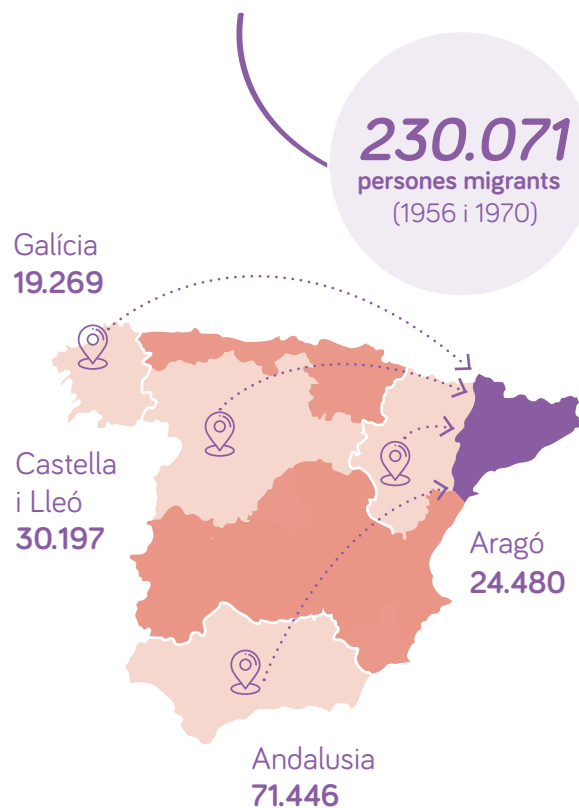 230.071
persones migrants
(1956 i 1970)
Galícia
19.269
Castella
i Lleó
30.197
Aragó
24.480
Andalusia
71.446